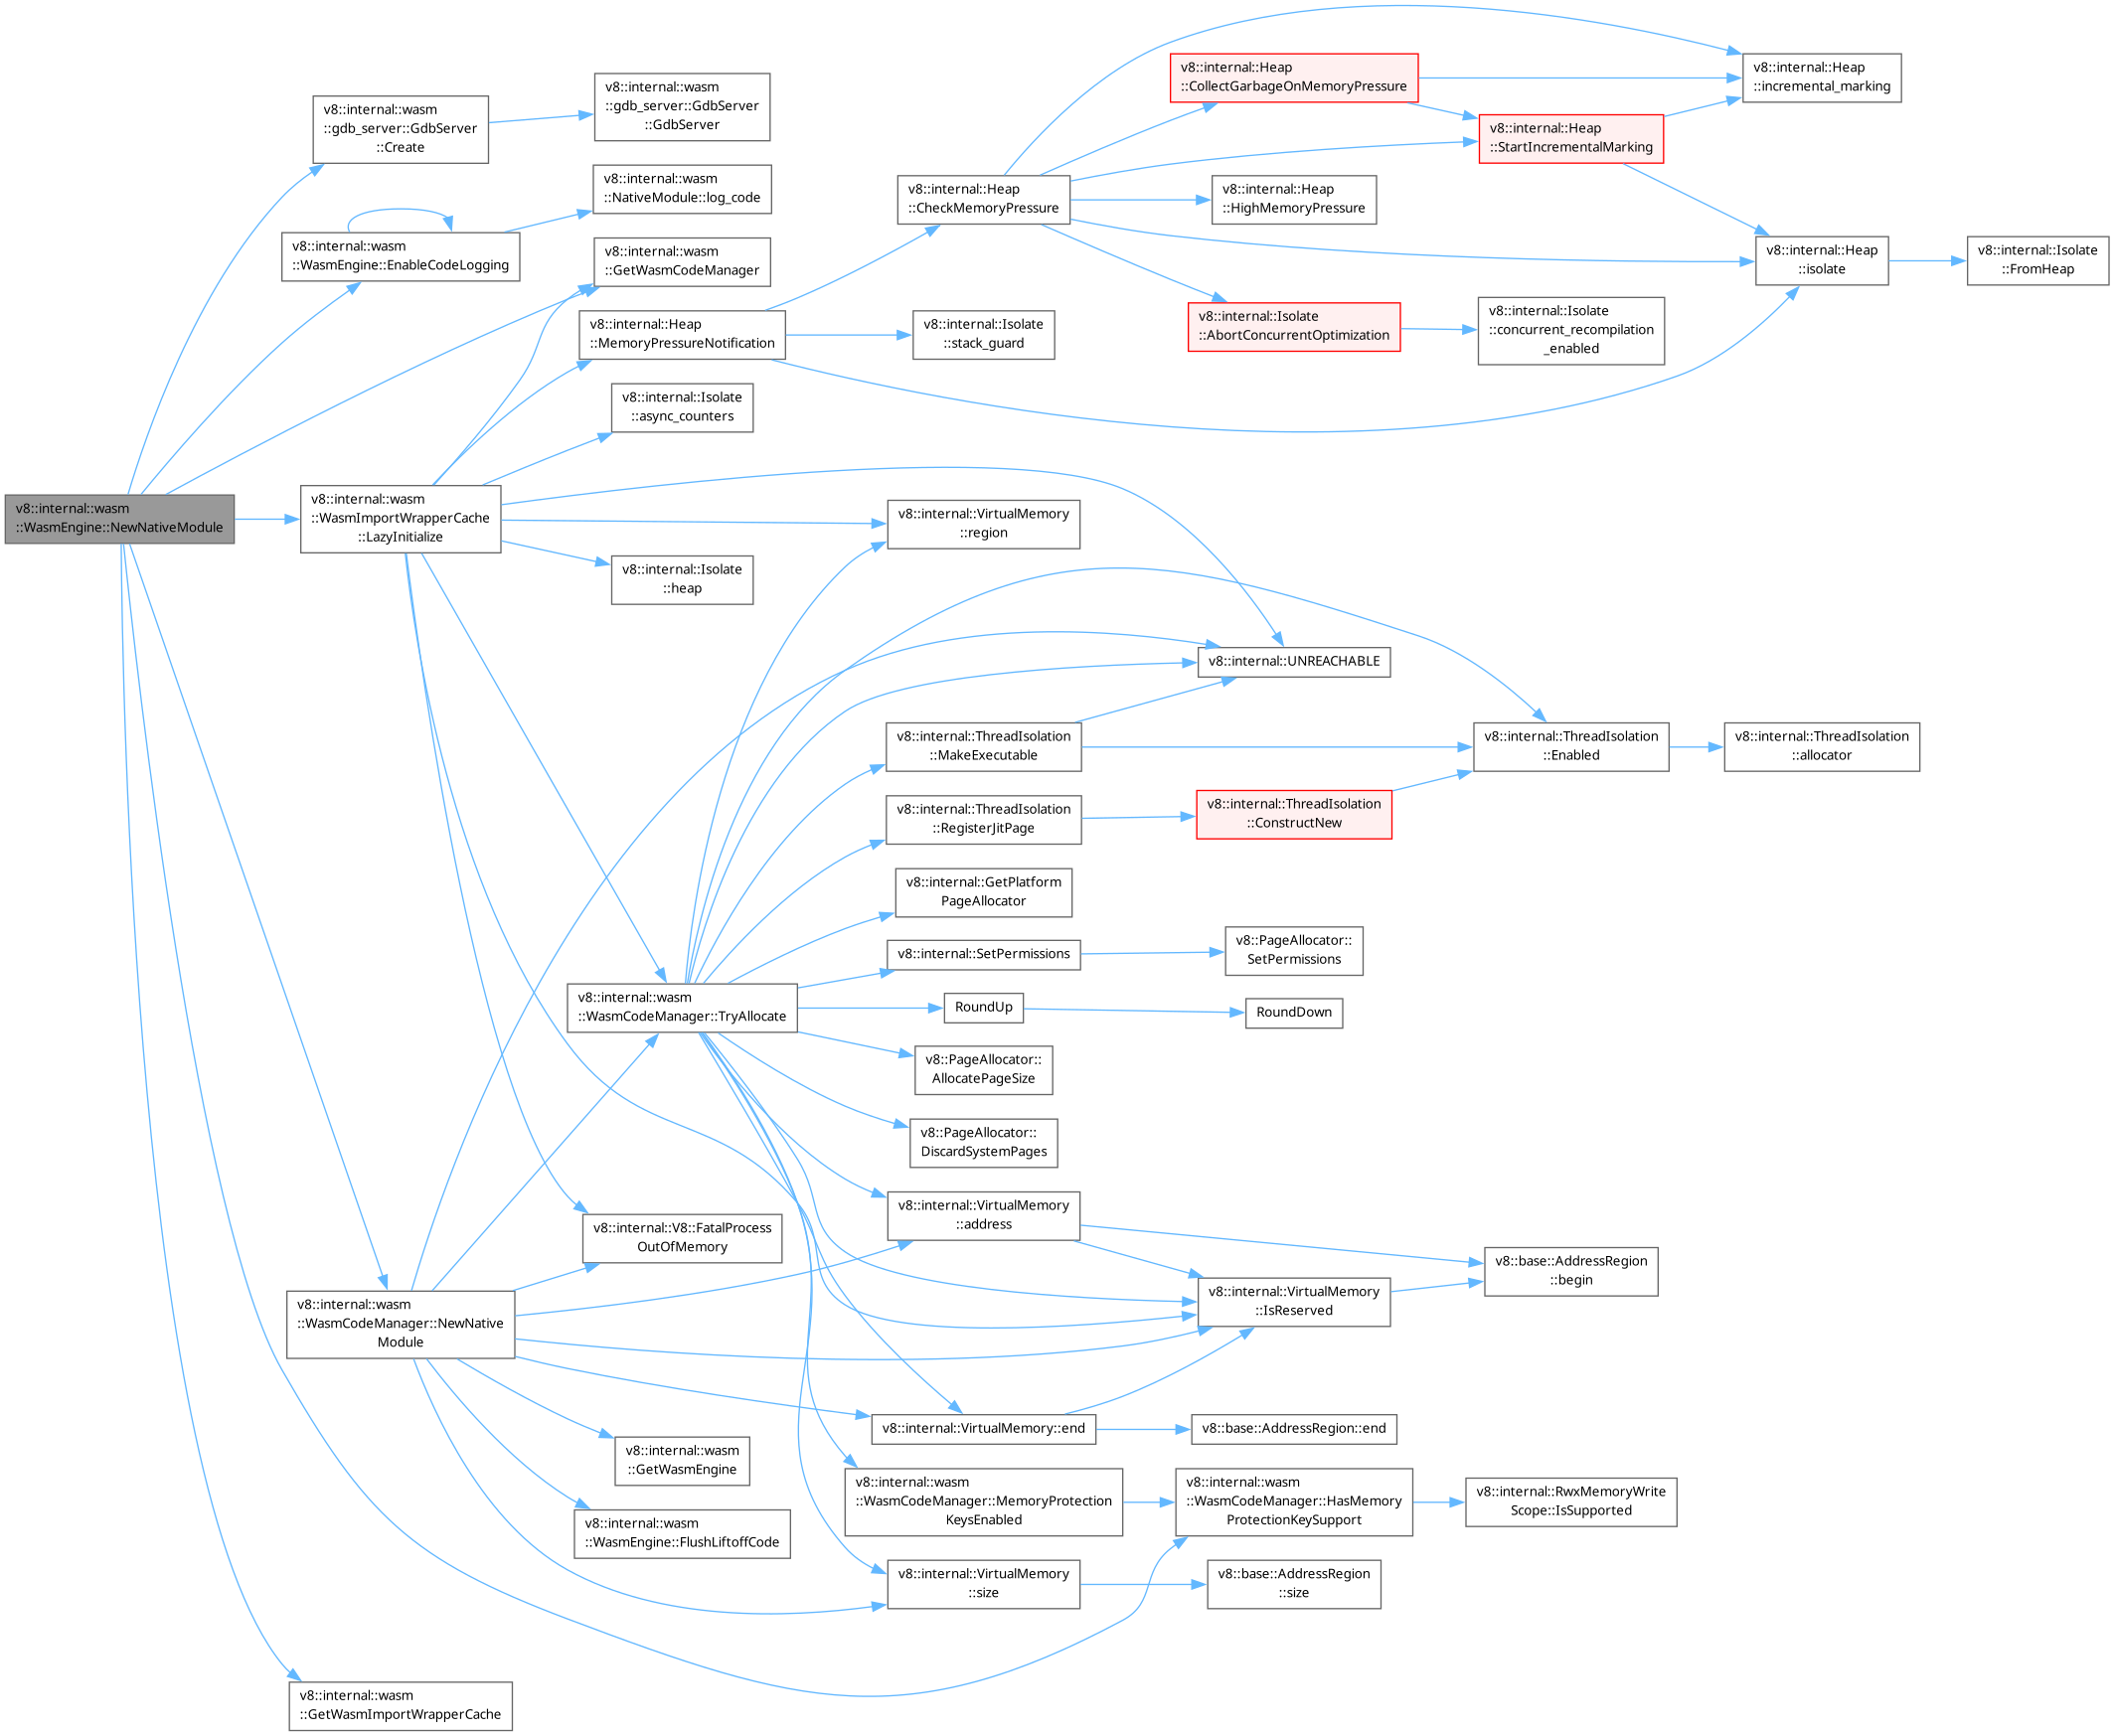 v8::internal::wasm
::WasmEngine::NewNativeModule
v8::internal::wasm
::gdb_server::GdbServer
::Create
v8::internal::wasm
::gdb_server::GdbServer
::GdbServer
v8::internal::wasm
::WasmEngine::EnableCodeLogging
v8::internal::wasm
::NativeModule::log_code
v8::internal::wasm
::GetWasmCodeManager
v8::internal::wasm
::WasmImportWrapperCache
::LazyInitialize
v8::internal::Heap
::MemoryPressureNotification
v8::internal::Heap
::CheckMemoryPressure
v8::internal::Heap
::CollectGarbageOnMemoryPressure
v8::internal::Heap
::incremental_marking
v8::internal::Heap
::StartIncrementalMarking
v8::internal::Heap
::HighMemoryPressure
v8::internal::Heap
::isolate
v8::internal::Isolate
::FromHeap
v8::internal::Isolate
::AbortConcurrentOptimization
v8::internal::Isolate
::concurrent_recompilation
_enabled
v8::internal::Isolate
::stack_guard
v8::internal::Isolate
::async_counters
v8::internal::VirtualMemory
::region
v8::internal::Isolate
::heap
v8::internal::UNREACHABLE
v8::internal::ThreadIsolation
::MakeExecutable
v8::internal::ThreadIsolation
::Enabled
v8::internal::ThreadIsolation
::allocator
v8::internal::ThreadIsolation
::RegisterJitPage
v8::internal::ThreadIsolation
::ConstructNew
v8::internal::GetPlatform
PageAllocator
v8::internal::SetPermissions
v8::PageAllocator::
SetPermissions
v8::internal::wasm
::WasmCodeManager::TryAllocate
RoundUp
RoundDown
v8::PageAllocator::
AllocatePageSize
v8::PageAllocator::
DiscardSystemPages
v8::internal::VirtualMemory
::address
v8::internal::V8::FatalProcess
OutOfMemory
v8::base::AddressRegion
::begin
v8::internal::VirtualMemory
::IsReserved
v8::internal::wasm
::WasmCodeManager::NewNative
Module
v8::internal::VirtualMemory::end
v8::base::AddressRegion::end
v8::internal::wasm
::GetWasmEngine
v8::internal::wasm
::WasmCodeManager::MemoryProtection
KeysEnabled
v8::internal::wasm
::WasmCodeManager::HasMemory
ProtectionKeySupport
v8::internal::RwxMemoryWrite
Scope::IsSupported
v8::internal::wasm
::WasmEngine::FlushLiftoffCode
v8::internal::VirtualMemory
::size
v8::base::AddressRegion
::size
v8::internal::wasm
::GetWasmImportWrapperCache